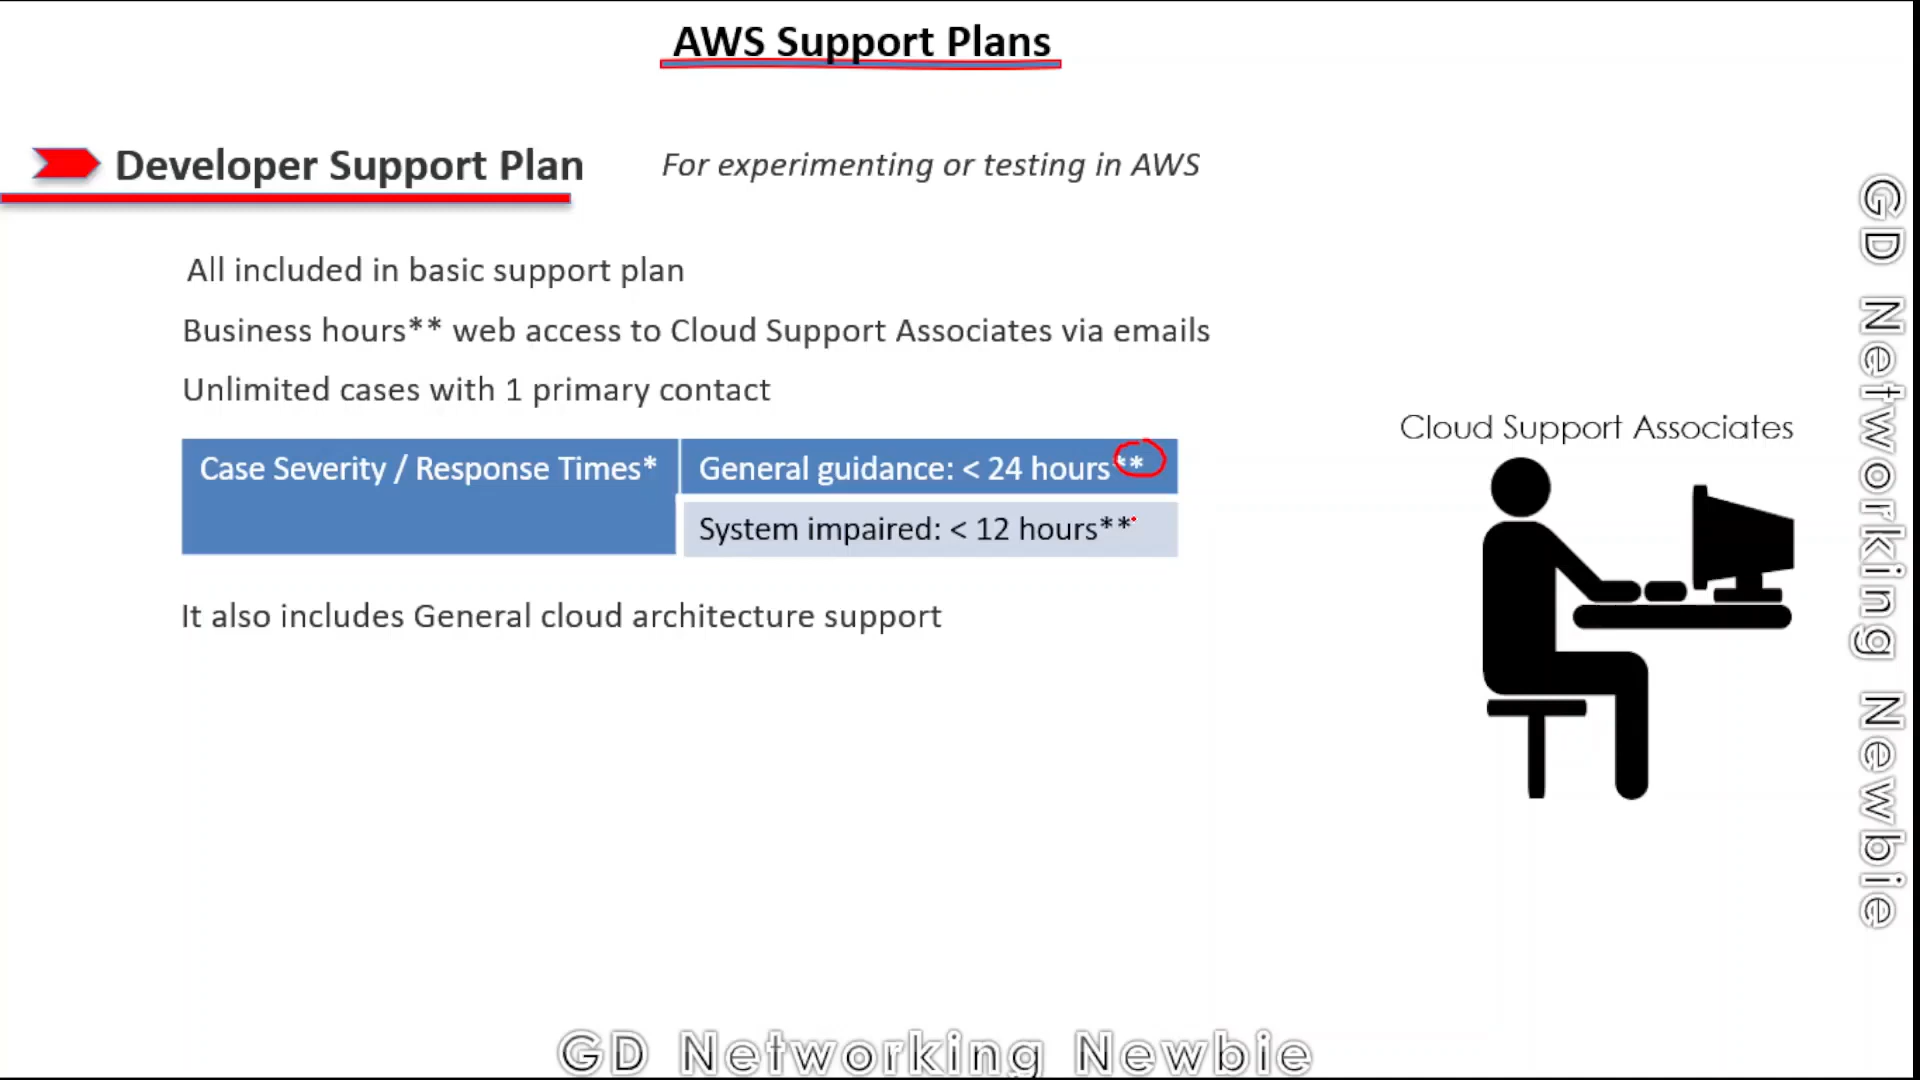 AWS Support Plans
Developer Support Plan
For experimenting or testing in AWS
All included in basic support plan
Business hours** web access to Cloud Support Associates via emails
Unlimited cases with 1 primary contact
Case Severity / Response Times*
General guidance: < 24 hours**
System impaired: < 12 hours**
It also includes General cloud architecture support
Cloud Support Associates
GD Networking Newbie
GD Networking Newbie